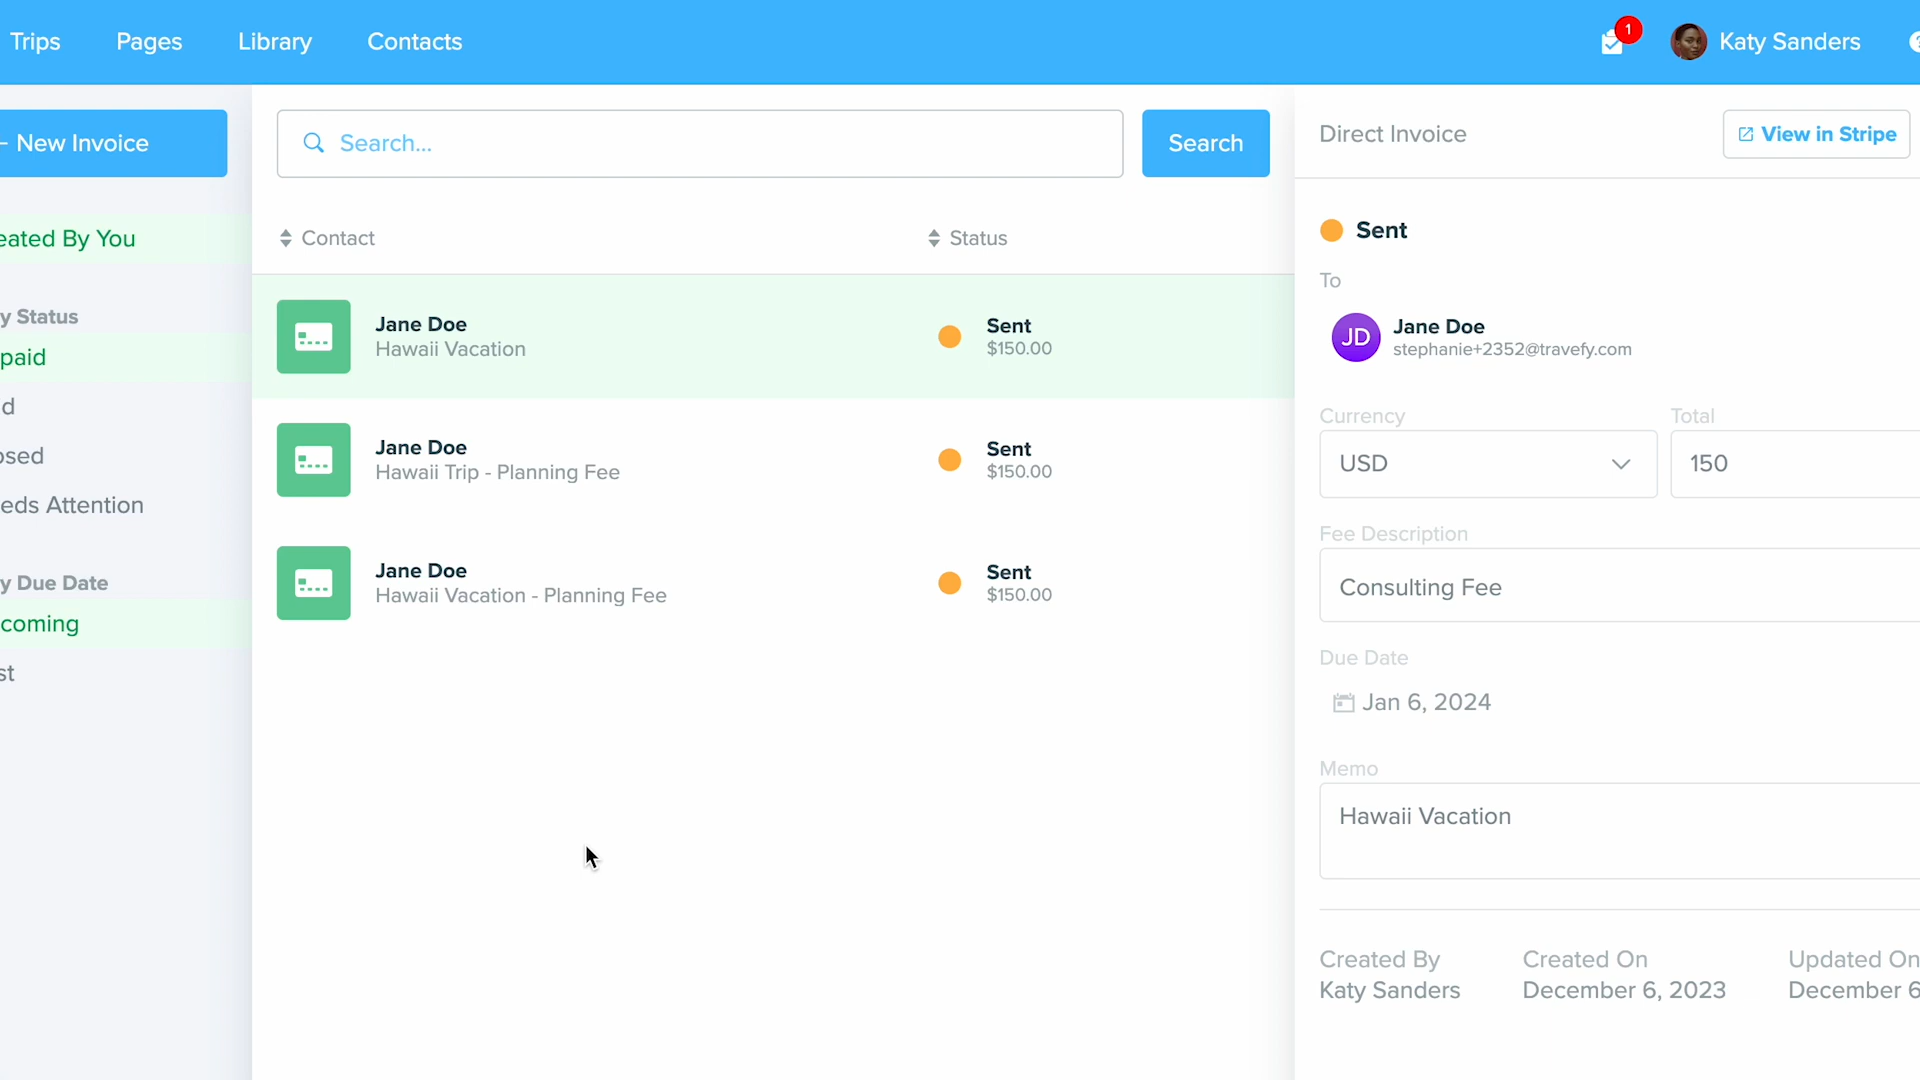 Trips Pages Library Contacts 1 Katy Sanders ?
New Invoice
Search...
Search
Direct Invoice
View in Stripe
eated By You
y Status
paid
d
osed
eds Attention
y Due Date
coming
st
Contact Status
Jane Doe
Hawaii Vacation
Sent
$150.00
Jane Doe
Hawaii Trip - Planning Fee
Sent
$150.00
Jane Doe
Hawaii Vacation - Planning Fee
Sent
$150.00
Sent
To
JD
Jane Doe
stephanie+2352@travefy.com
Currency Total
USD 150
Fee Description
Consulting Fee
Due Date
Jan 6, 2024
Memo
Hawaii Vacation
Created By Created On Updated On
Katy Sanders December 6, 2023 December 6